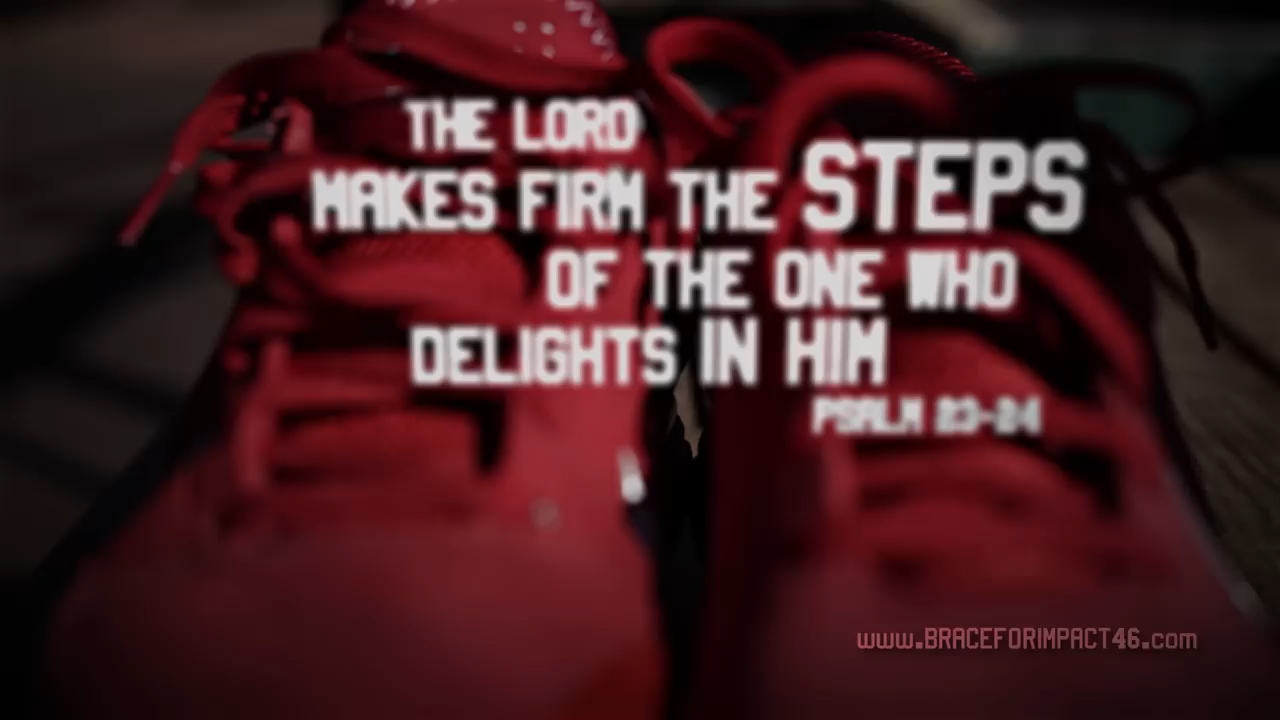 THE LORD
MAKES FIRM THE STEPS
OF THE ONE WHO
DELIGHTS IN HIM
PSALM 23-24
www.BRACEFORIMPACT46.com